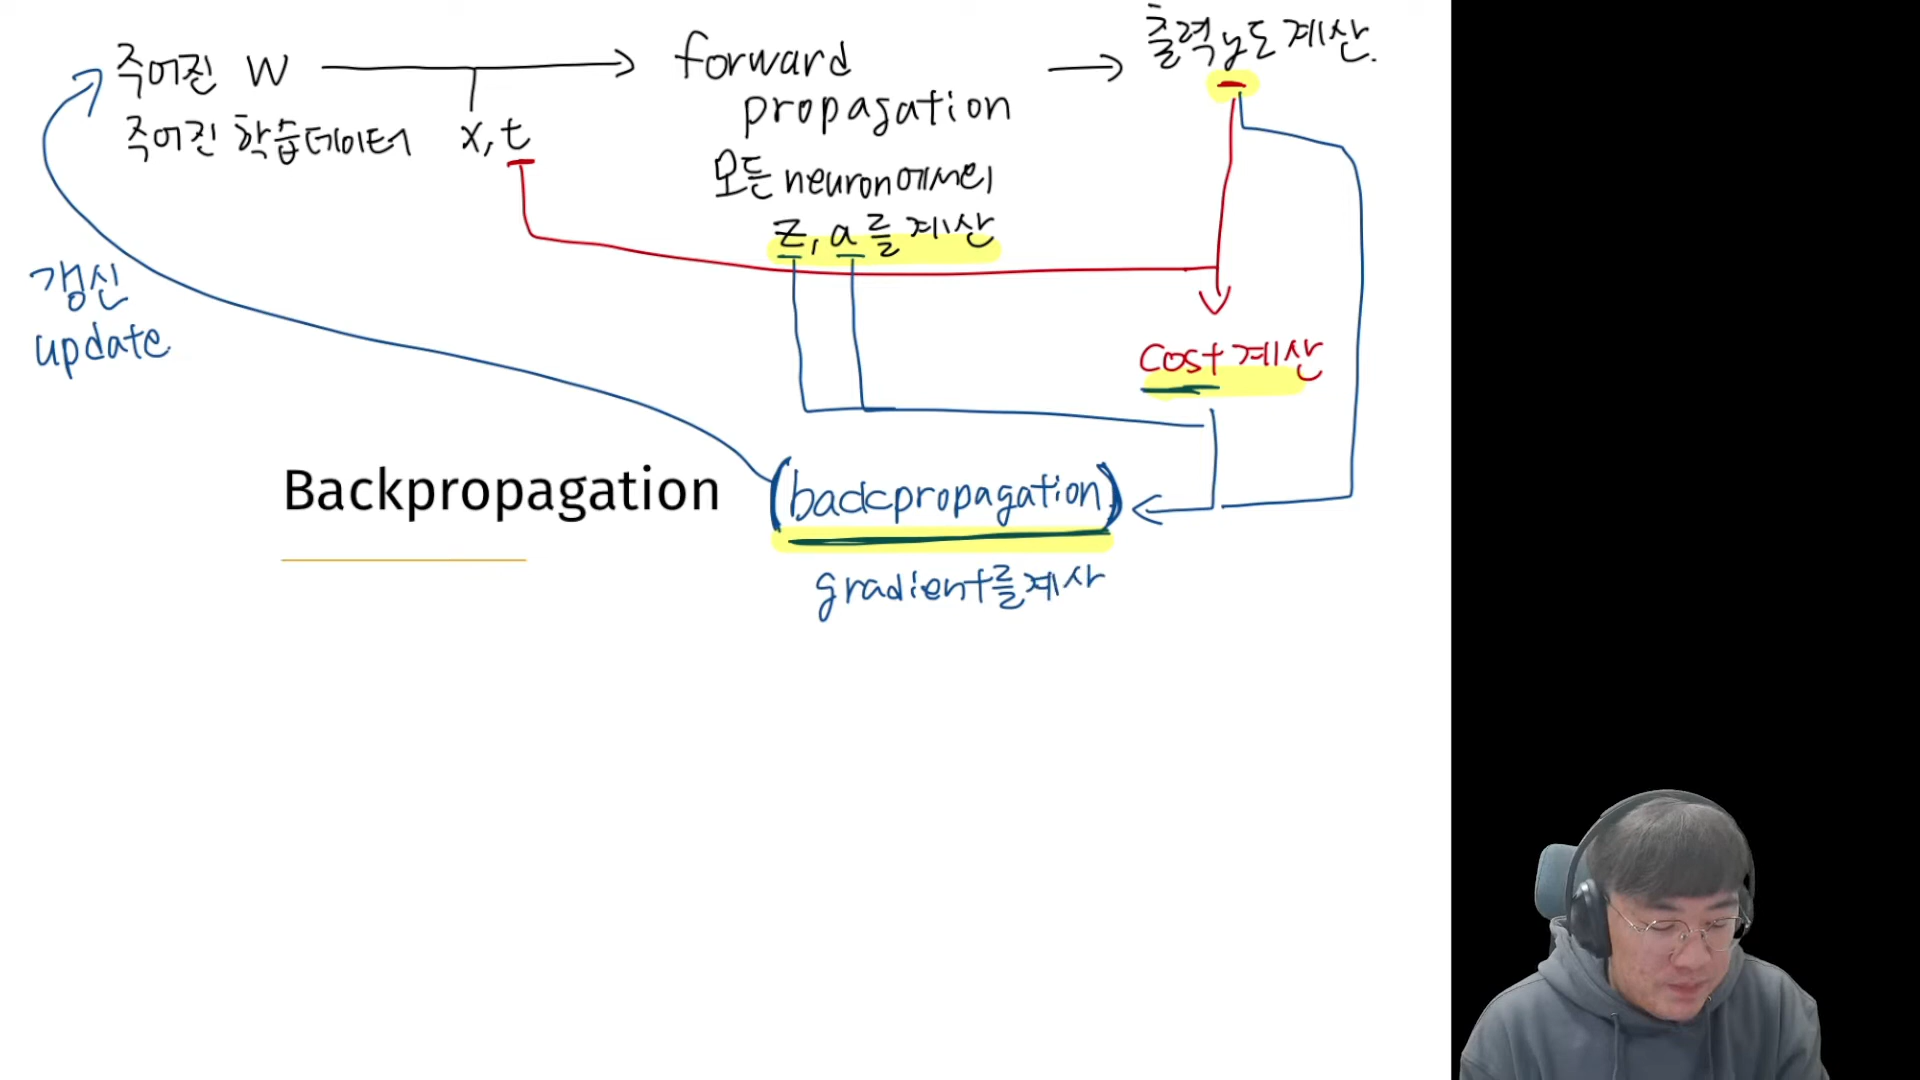 주어진 W
주어진 학습데이터 x, t
forward
propagation
모든 neuron에서의
z, a를 계산
출력 y도 계산.
갱신
update
cost 계산
Backpropagation
(backpropagation)
gradient를 계사